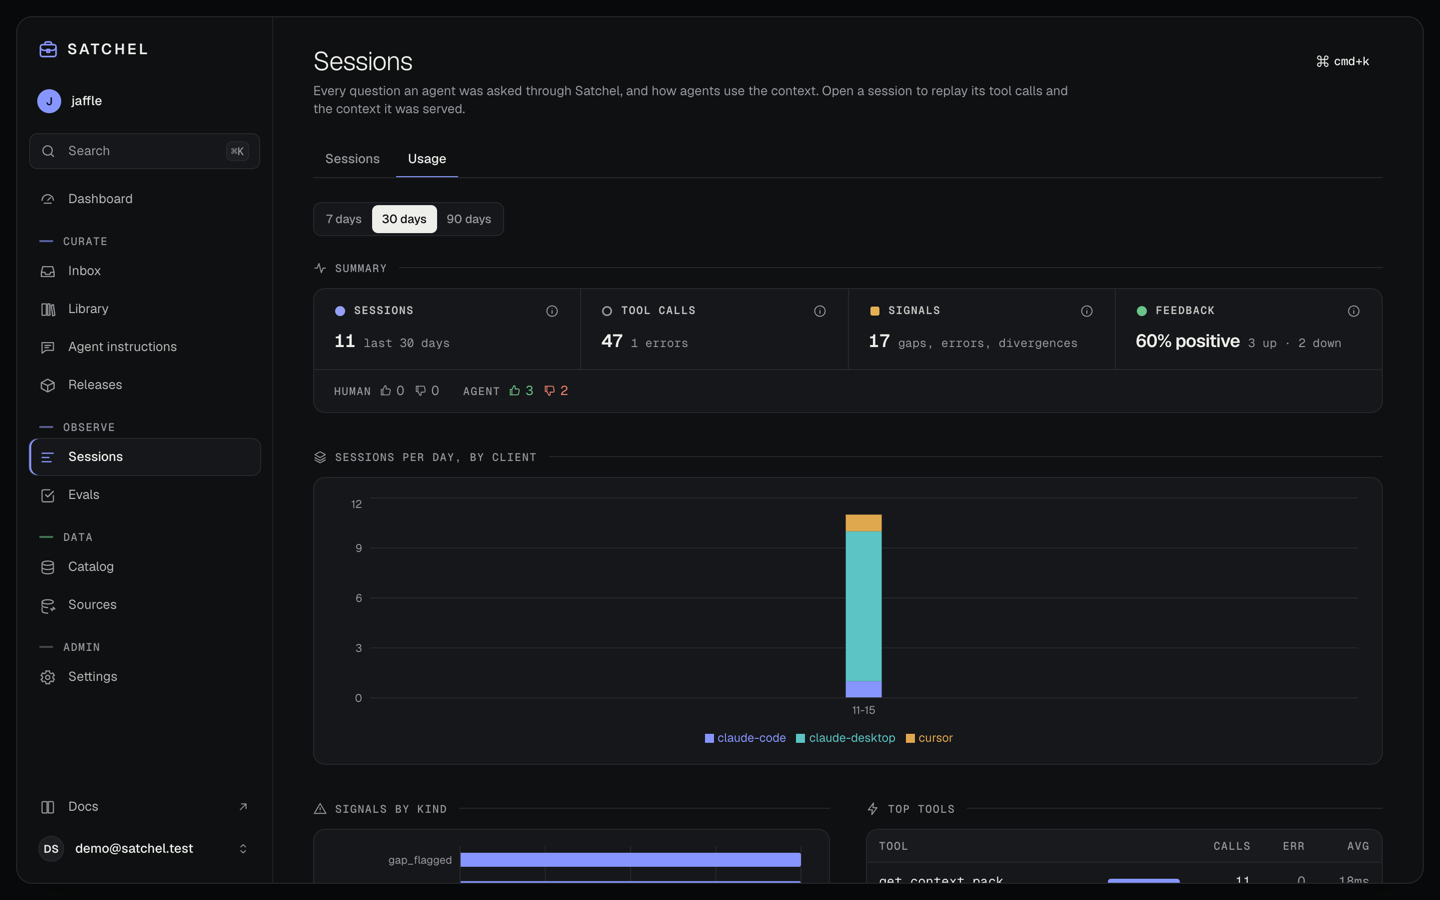 SATCHEL
J jaffle
Search ⌘K
Dashboard
CURATE
Inbox
Library
Agent instructions
Releases
OBSERVE
Sessions
Evals
DATA
Catalog
Sources
ADMIN
Settings
Docs
DS demo@satchel.test
Sessions
⌘ cmd+k
Every question an agent was asked through Satchel, and how agents use the context. Open a session to replay its tool calls and
the context it was served.
Sessions Usage
7 days 30 days 90 days
SUMMARY
SESSIONS
11 last 30 days
TOOL CALLS
47 1 errors
SIGNALS
17 gaps, errors, divergences
FEEDBACK
60% positive 3 up · 2 down
HUMAN 0 0 AGENT 3 2
SESSIONS PER DAY, BY CLIENT
12
9
6
3
0
11-15
claude-code claude-desktop cursor
SIGNALS BY KIND
gap_flagged
TOP TOOLS
TOOL CALLS ERR AVG
get_context_pack 11 0 18ms